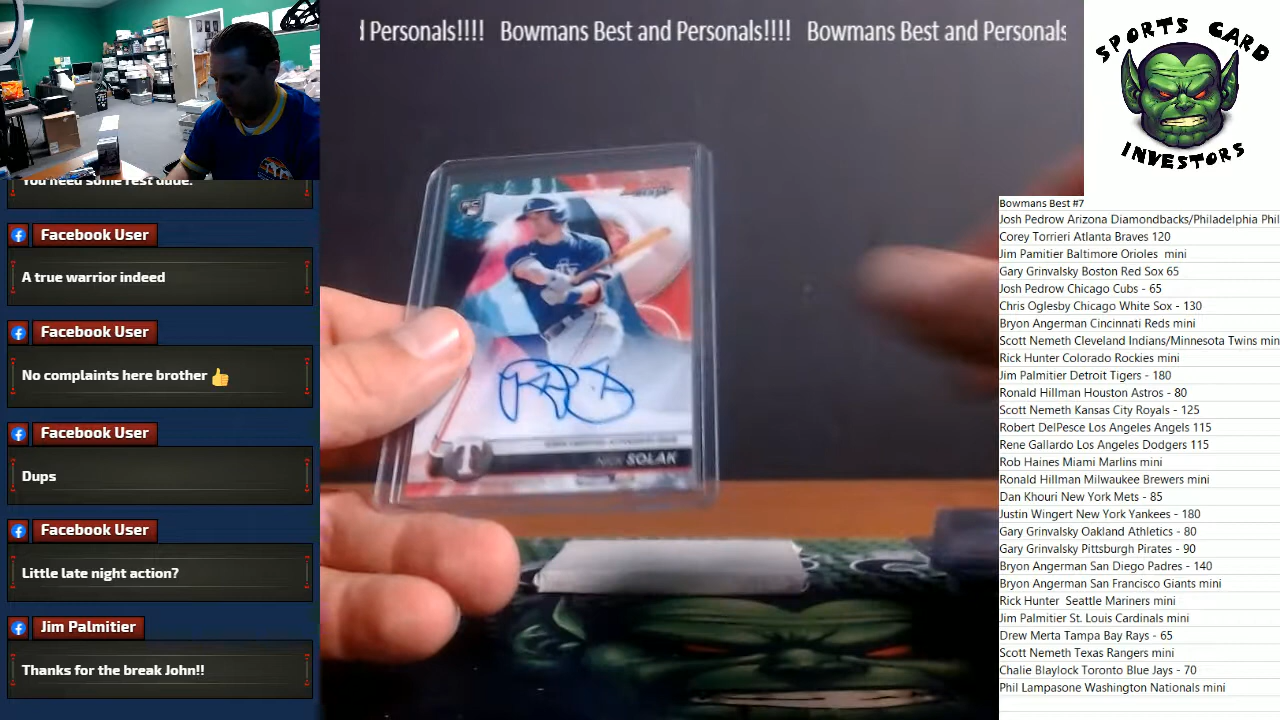 l Personals!!!! Bowmans Best and Personals!!!! Bowmans Best and Personals
SPORTS CARD
INVESTORS
You need some rest dude.
Facebook User
A true warrior indeed
Facebook User
No complaints here brother 👍
Facebook User
Dups
Facebook User
Little late night action?
Jim Palmitier
Thanks for the break John!!
RC
NICK SOLAK
Bowmans Best #7
Josh Pedrow Arizona Diamondbacks/Philadelphia Phil
Corey Torrieri Atlanta Braves 120
Jim Pamitier Baltimore Orioles mini
Gary Grinvalsky Boston Red Sox 65
Josh Pedrow Chicago Cubs - 65
Chris Oglesby Chicago White Sox - 130
Bryon Angerman Cincinnati Reds mini
Scott Nemeth Cleveland Indians/Minnesota Twins min
Rick Hunter Colorado Rockies mini
Jim Palmitier Detroit Tigers - 180
Ronald Hillman Houston Astros - 80
Scott Nemeth Kansas City Royals - 125
Robert DelPesce Los Angeles Angels 115
Rene Gallardo Los Angeles Dodgers 115
Rob Haines Miami Marlins mini
Ronald Hillman Milwaukee Brewers mini
Dan Khouri New York Mets - 85
Justin Wingert New York Yankees - 180
Gary Grinvalsky Oakland Athletics - 80
Gary Grinvalsky Pittsburgh Pirates - 90
Bryon Angerman San Diego Padres - 140
Bryon Angerman San Francisco Giants mini
Rick Hunter Seattle Mariners mini
Jim Palmitier St. Louis Cardinals mini
Drew Merta Tampa Bay Rays - 65
Scott Nemeth Texas Rangers mini
Chalie Blaylock Toronto Blue Jays - 70
Phil Lampasone Washington Nationals mini